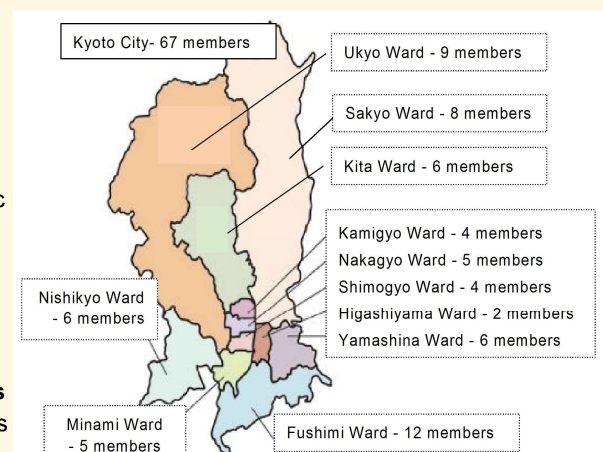 Kyoto City- 67 members
Ukyo Ward - 9 members
Sakyo Ward - 8 members
Kita Ward - 6 members
Kamigyo Ward - 4 members
Nakagyo Ward - 5 members
Shimogyo Ward - 4 members
Higashiyama Ward - 2 members
Yamashina Ward - 6 members
Nishikyo Ward
- 6 members
Minami Ward
- 5 members
Fushimi Ward - 12 members
c
s
s